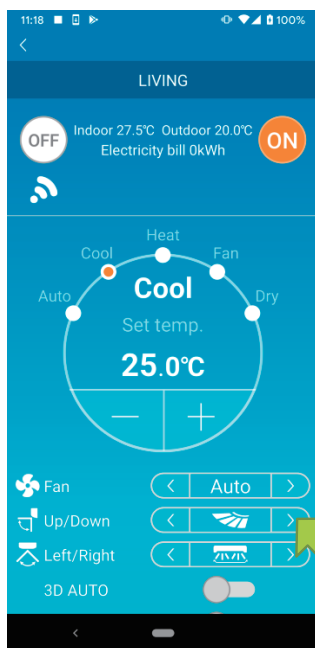 11:18 100%
LIVING
OFF Indoor 27.5℃ Outdoor 20.0℃ ON
Electricity bill 0kWh
Heat
Cool Fan
Auto Cool Dry
Set temp.
25.0℃
Fan Auto
Up/Down
Left/Right
3D AUTO